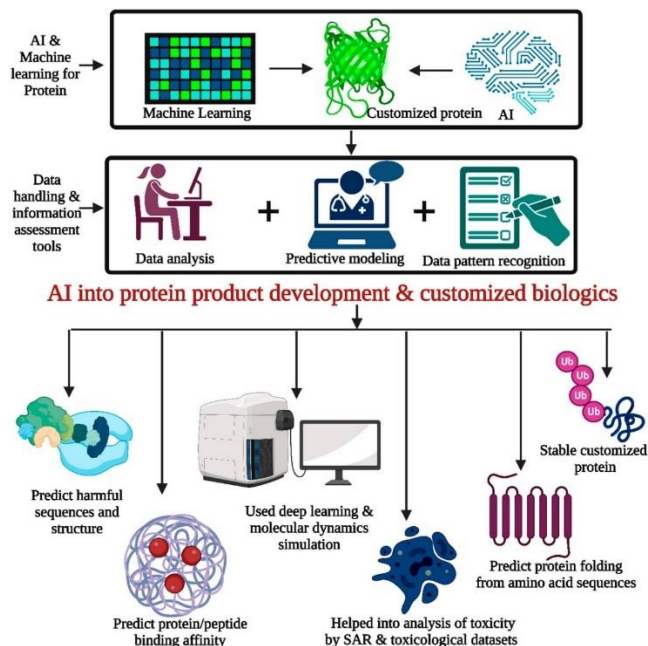 AI &
Machine
learning for
Protein
Machine Learning
Customized protein
AI
Data
handling &
information
assessment
tools
Data analysis
Predictive modeling
Data pattern recognition
AI into protein product development & customized biologics
Predict harmful
sequences and
structure
Predict protein/peptide
binding affinity
Used deep learning &
molecular dynamics
simulation
Helped into analysis of toxicity
by SAR & toxicological datasets
Predict protein folding
from amino acid sequences
Ub
Ub
Ub
Ub
Stable customized
protein